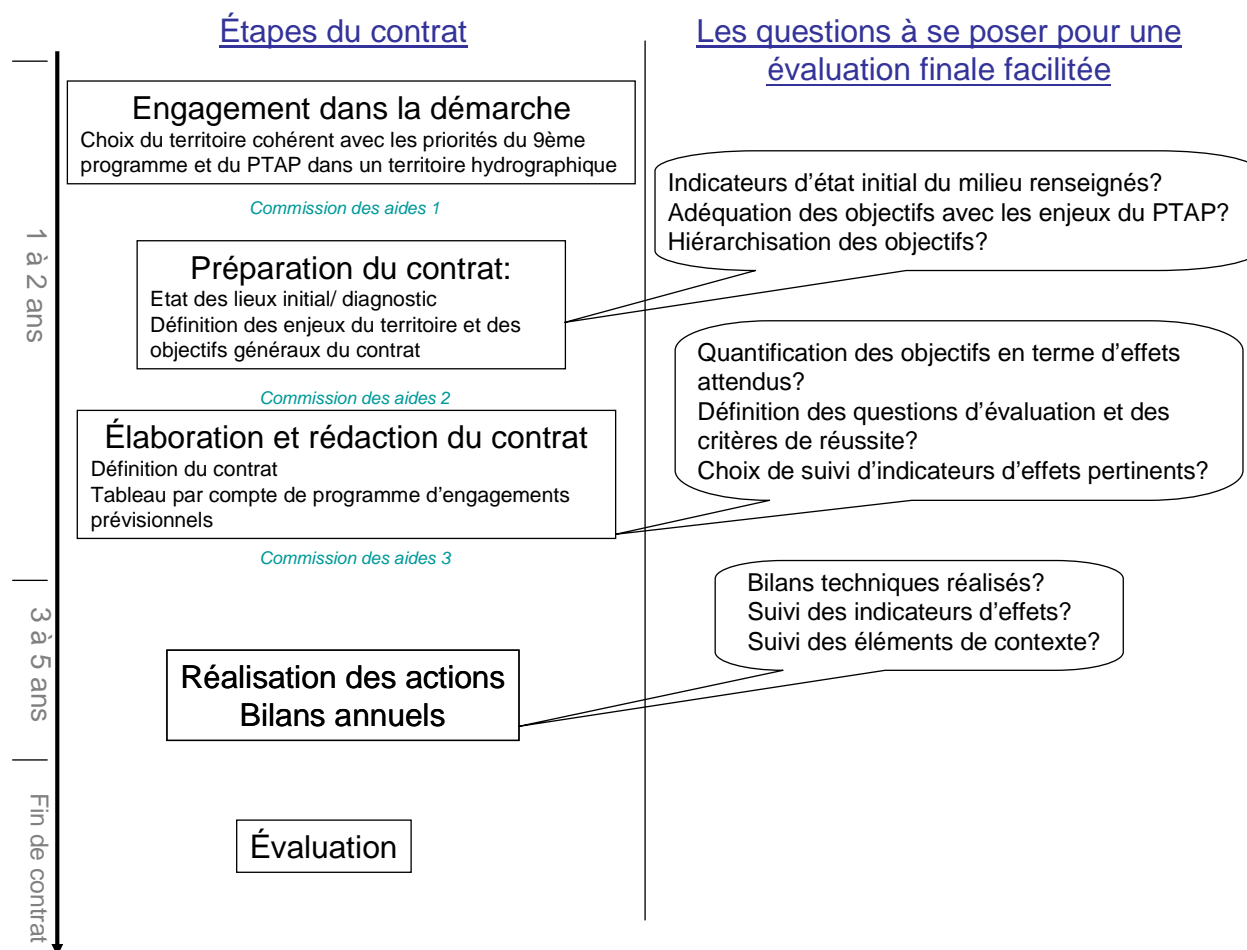 Étapes du contrat
Les questions à se poser pour une
évaluation finale facilitée
1 à 2 ans
Engagement dans la démarche
Choix du territoire cohérent avec les priorités du 9ème
programme et du PTAP dans un territoire hydrographique
Commission des aides 1
Indicateurs d'état initial du milieu renseignés?
Adéquation des objectifs avec les enjeux du PTAP?
Hiérarchisation des objectifs?
Préparation du contrat:
Etat des lieux initial/ diagnostic
Définition des enjeux du territoire et des
objectifs généraux du contrat
Commission des aides 2
Quantification des objectifs en terme d'effets
attendus?
Définition des questions d'évaluation et des
critères de réussite?
Choix de suivi d'indicateurs d'effets pertinents?
Élaboration et rédaction du contrat
Définition du contrat
Tableau par compte de programme d'engagements
prévisionnels
Commission des aides 3
3 à 5 ans
Bilans techniques réalisés?
Suivi des indicateurs d'effets?
Suivi des éléments de contexte?
Réalisation des actions
Bilans annuels
Fin de contrat
Évaluation